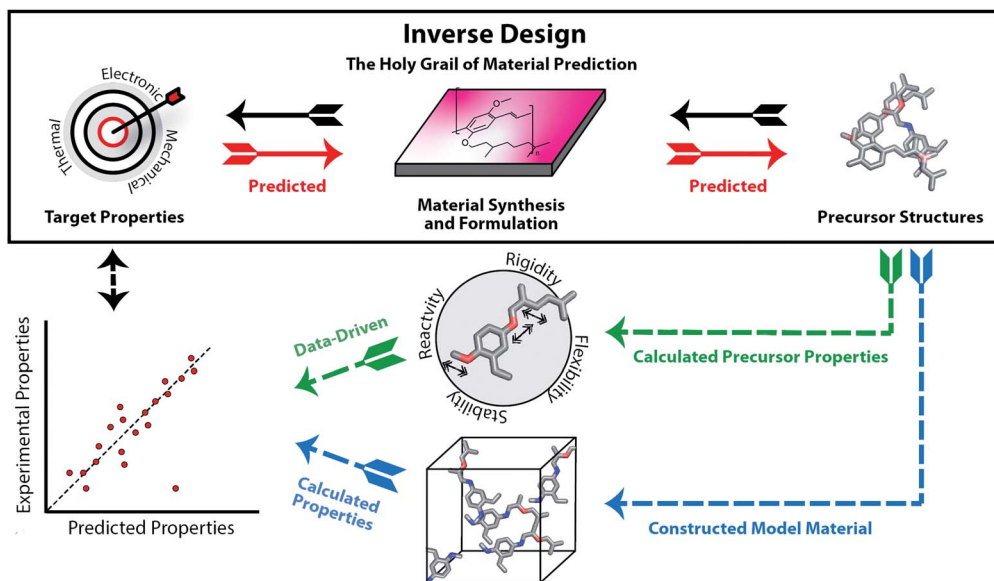 Inverse Design
The Holy Grail of Material Prediction
Electronic
Thermal
Mechanical
O
O
n
Predicted
Predicted
Target Properties
Material Synthesis
and Formulation
Precursor Structures
Rigidity
Reactvity
Flexibility
Stability
Data-Driven
Calculated Precursor Properties
Experimental Properties
Predicted Properties
Calculated
Properties
Constructed Model Material